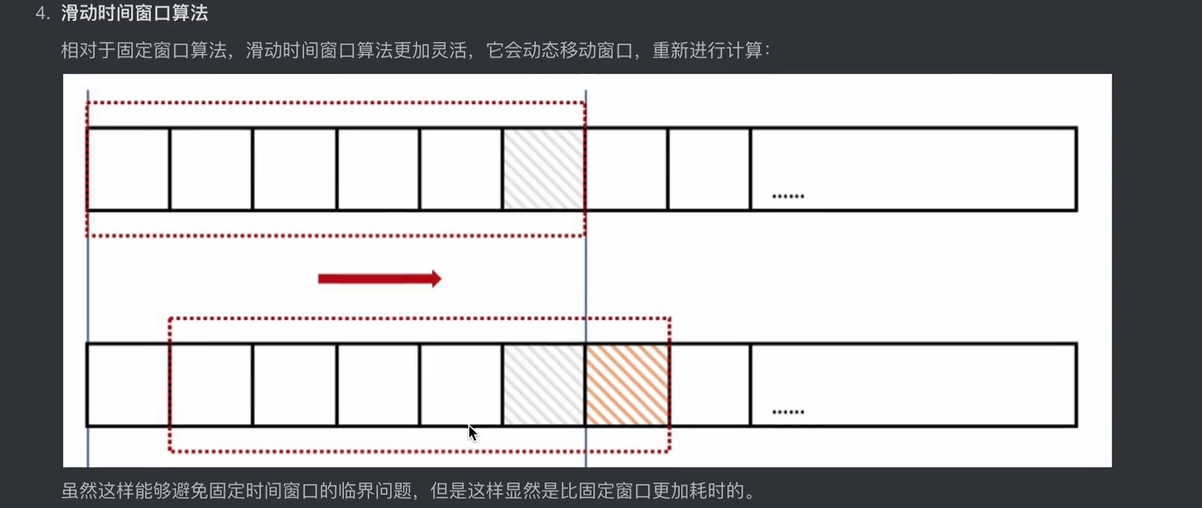 4. 滑动时间窗口算法
相对于固定窗口算法，滑动时间窗口算法更加灵活，它会动态移动窗口，重新进行计算：
......
......
虽然这样能够避免固定时间窗口的临界问题，但是这样显然是比固定窗口更加耗时的。